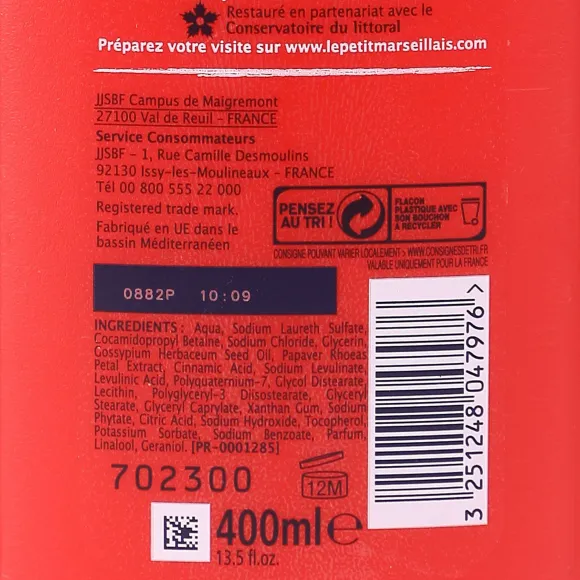 Restauré en partenariat avec le
Conservatoire du littoral
Préparez votre visite sur www.lepetitmarseillais.com
JJSBF Campus de Maigremont
27100 Val de Reuil - FRANCE
Service Consommateurs
JJSBF – 1, Rue Camille Desmoulins
92130 Issy-les-Moulineaux - FRANCE
Tél 00 800 555 22 000
Registered trade mark.
Fabriqué en UE dans le
bassin Méditerranéen
PENSEZ
AU TRI !
FLACON
PLASTIQUE AVEC
SON BOUCHON
À RECYCLER
CONSIGNE POUVANT VARIER LOCALEMENT > WWW.CONSIGNESDETRI.FR
VALABLE UNIQUEMENT POUR LA FRANCE
0882P 10:09
INGREDIENTS : Aqua, Sodium Laureth Sulfate,
Cocamidopropyl Betaine, Sodium Chloride, Glycerin,
Gossypium Herbaceum Seed Oil, Papaver Rhoeas
Petal Extract, Cinnamic Acid, Sodium Levulinate,
Levulinic Acid, Polyquaternium-7, Glycol Distearate,
Lecithin, Polyglyceryl-3 Diisostearate, Glyceryl
Stearate, Glyceryl Caprylate, Xanthan Gum, Sodium
Phytate, Citric Acid, Sodium Hydroxide, Tocopherol,
Potassium Sorbate, Sodium Benzoate, Parfum,
Linalool, Geraniol. [PR-0001285]
702300
12M
400ml e
13.5 fl.oz.
3 251248 047976 >